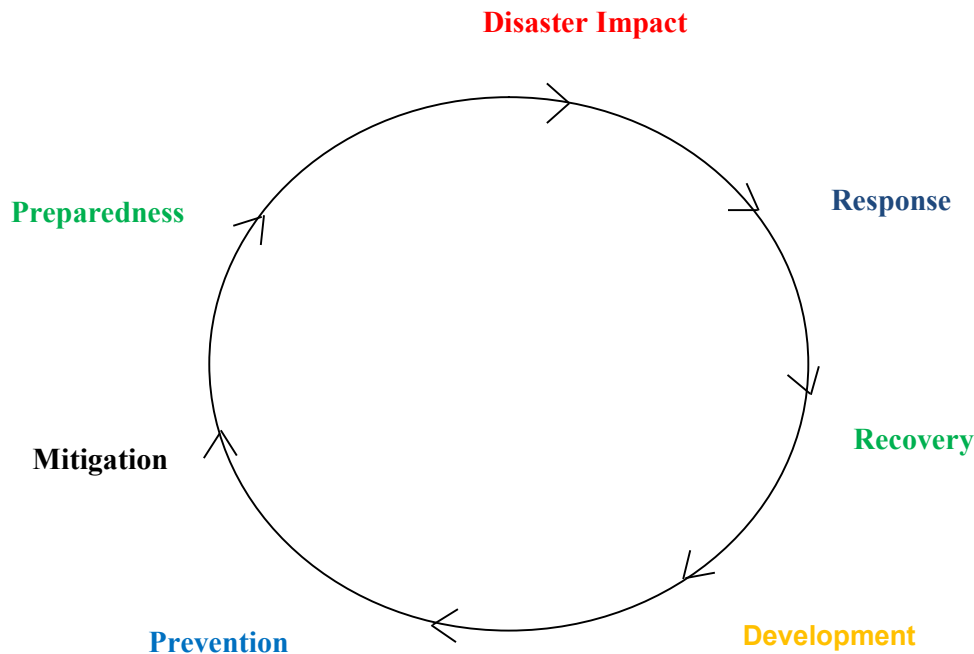 Disaster Impact
Response
Recovery
Development
Prevention
Mitigation
Preparedness